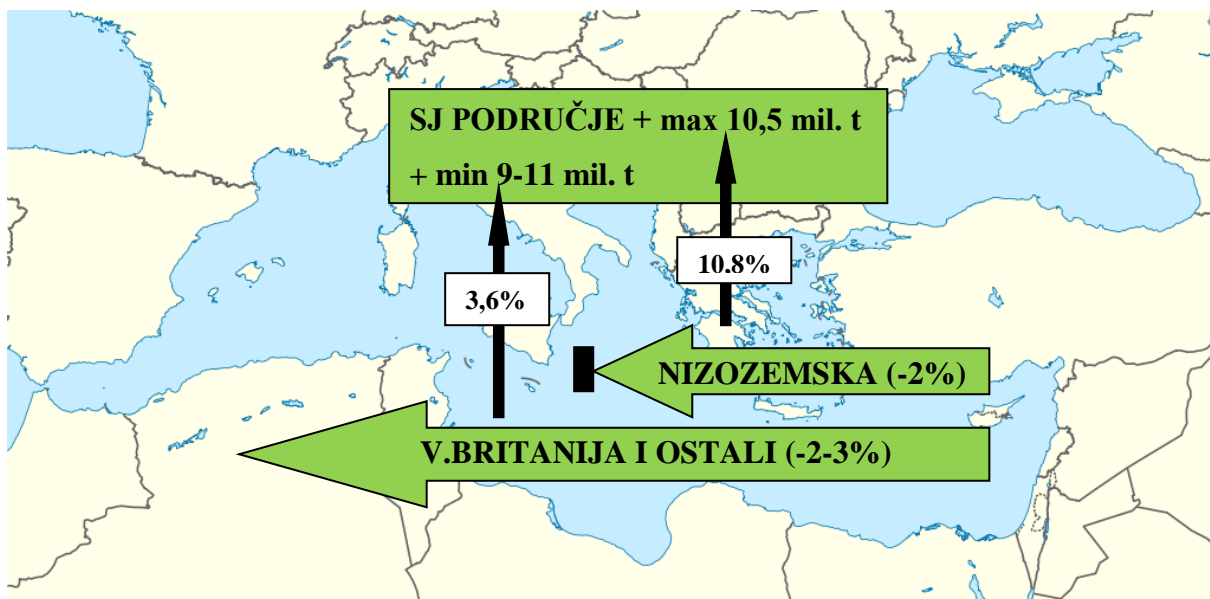 SJ PODRUČJE + max 10,5 mil. t
+ min 9-11 mil. t
10.8%
3,6%
NIZOZEMSKA (-2%)
V.BRITANIJA I OSTALI (-2-3%)